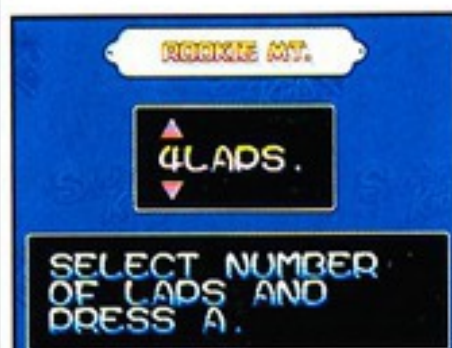 ROOKIE MT.
4LAPS.
SELECT NUMBER
OF LAPS AND
PRESS A.